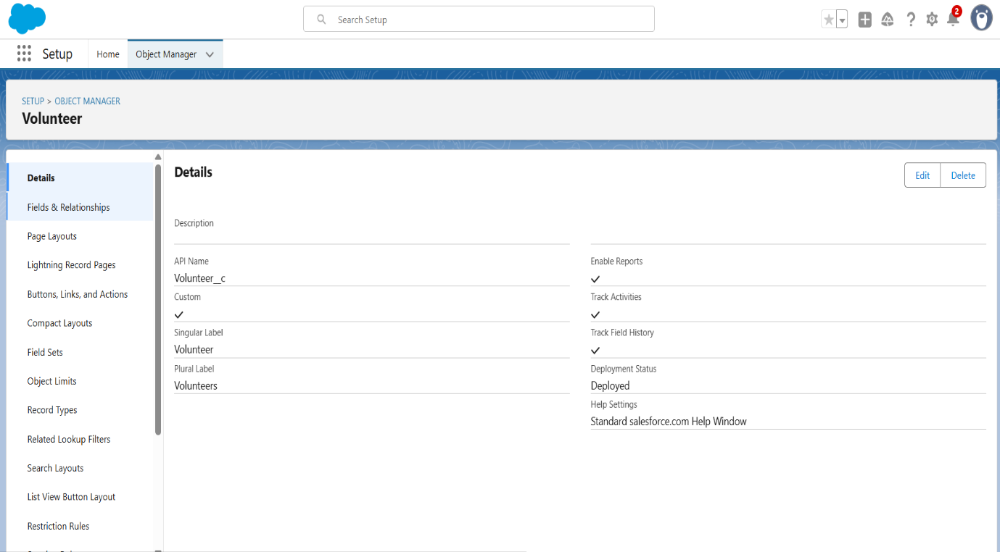 Search Setup
2
Setup
Home
Object Manager
SETUP > OBJECT MANAGER
Volunteer
Details
Fields & Relationships
Page Layouts
Lightning Record Pages
Buttons, Links, and Actions
Compact Layouts
Field Sets
Object Limits
Record Types
Related Lookup Filters
Search Layouts
List View Button Layout
Restriction Rules
Details
Edit
Delete
Description
API Name
Volunteer__c
Custom
Singular Label
Volunteer
Plural Label
Volunteers
Enable Reports
Track Activities
Track Field History
Deployment Status
Deployed
Help Settings
Standard salesforce.com Help Window